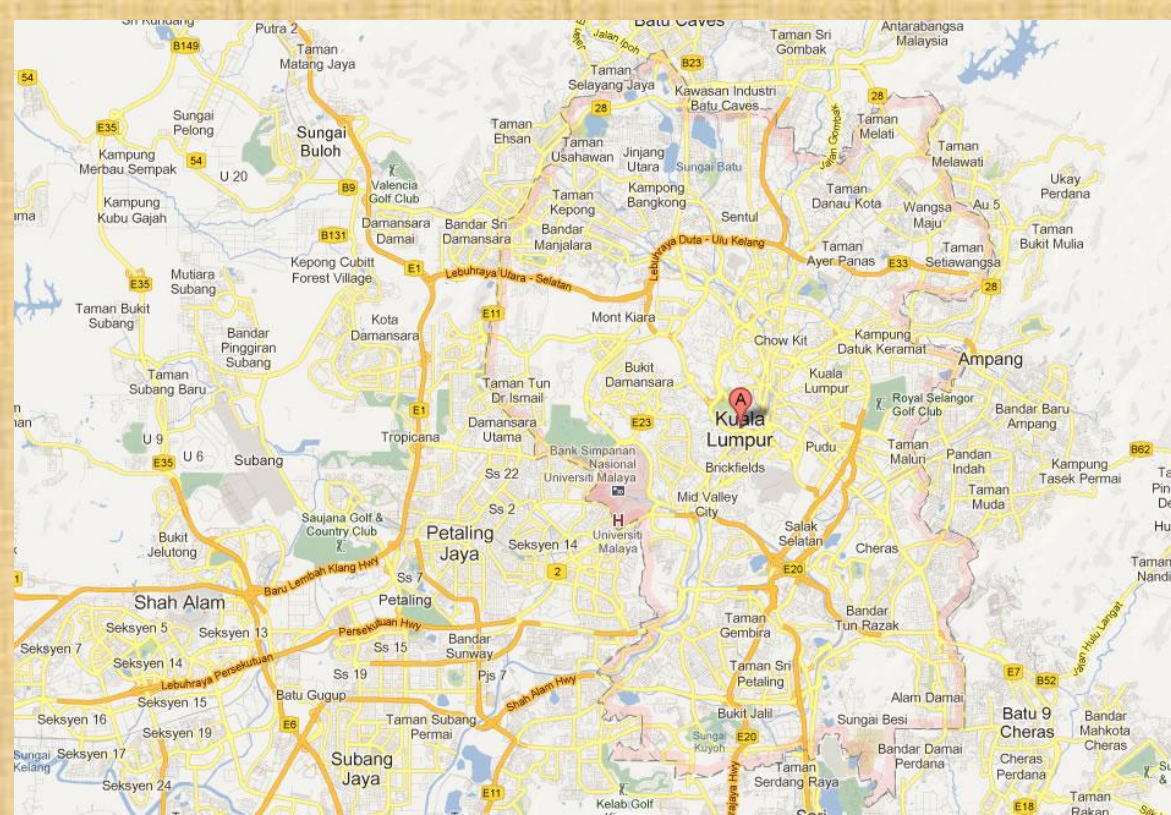 Sri Kundang
Putra 2
Batu Caves
Antarabangsa
Malaysia
B149
Taman
Matang Jaya
Jalan Ipoh
Taman Sri
Gombak
B23
54
Taman
Selayang Jaya
Kawasan Industri
Batu Caves
28
28
Sungai
Pelong
E35
Sungai
Buloh
Taman
Ehsan
Taman
Usahawan
Jinjang
Utara
Sungai Batu
Jalan Gombak
Taman
Melati
Taman
Melawati
Kampung
Merbau Sempak
54
U 20
B9
Valencia
Golf Club
Taman
Kepong
Kampong
Bangkong
Taman
Danau Kota
Wangsa
Maju
Au 5
Ukay
Perdana
Kampung
Kubu Gajah
B131
Damansara
Damai
Bandar Sri
Damansara
Bandar
Manjalara
Sentul
Lebuhraya Duta - Ulu Kelang
Taman
Bukit Mulia
Kepong Cubitt
Forest Village
E1
Lebuhraya Utara - Selatan
Taman
Ayer Panas
E33
Taman
Setiawangsa
28
Mutiara
Subang
E35
Taman Bukit
Subang
Kota
Damansara
E11
Mont Kiara
Bandar
Pinggiran
Subang
Chow Kit
Kampung
Datuk Keramat
Ampang
Taman
Subang Baru
Taman Tun
Dr Ismail
Bukit
Damansara
Kuala
Lumpur
Royal Selangor
Golf Club
A
Kuala
Lumpur
E1
Tropicana
Damansara
Utama
E23
Bandar Baru
Ampang
U 9
U 6
E35
Subang
Bank Simpanan
Nasional
Universiti Malaya
Brickfields
Pudu
Taman
Maluri
Pandan
Indah
B62
Kampung
Tasek Permai
Ss 22
Ss 2
Mid Valley
City
Taman
Muda
Saujana Golf &
Country Club
Petaling
Jaya
Seksyen 14
H
Universiti
Malaya
Salak
Selatan
Cheras
Bukit
Jelutong
Baru Lembah Klang Hwy
Ss 7
2
E20
Taman
Nandi
1
Shah Alam
Petaling
Persekutuan Hwy
Taman
Gembira
Bandar
Tun Razak
Jalan Hulu Langat
Seksyen 5
Seksyen 13
Seksyen 7
Ss 15
Bandar
Sunway
Seksyen 14
Lebuhraya Persekutuan
Ss 19
Pjs 7
Taman Sri
Petaling
E7
B52
Seksyen 15
Batu Gugup
Shah Alam Hwy
Alam Damai
Seksyen 16
Seksyen 19
E6
Taman Subang
Permai
Bukit Jalil
Sungai Besi
Batu 9
Cheras
Bandar
Mahkota
Cheras
Sungai
Kelang
Seksyen 17
Subang
Jaya
Sungai
Kuyoh
E20
Bandar Damai
Perdana
Cheras
Perdana
Seksyen 24
E11
Taman
Serdang Raya
Kelab Golf
E18
Taman
Rakan